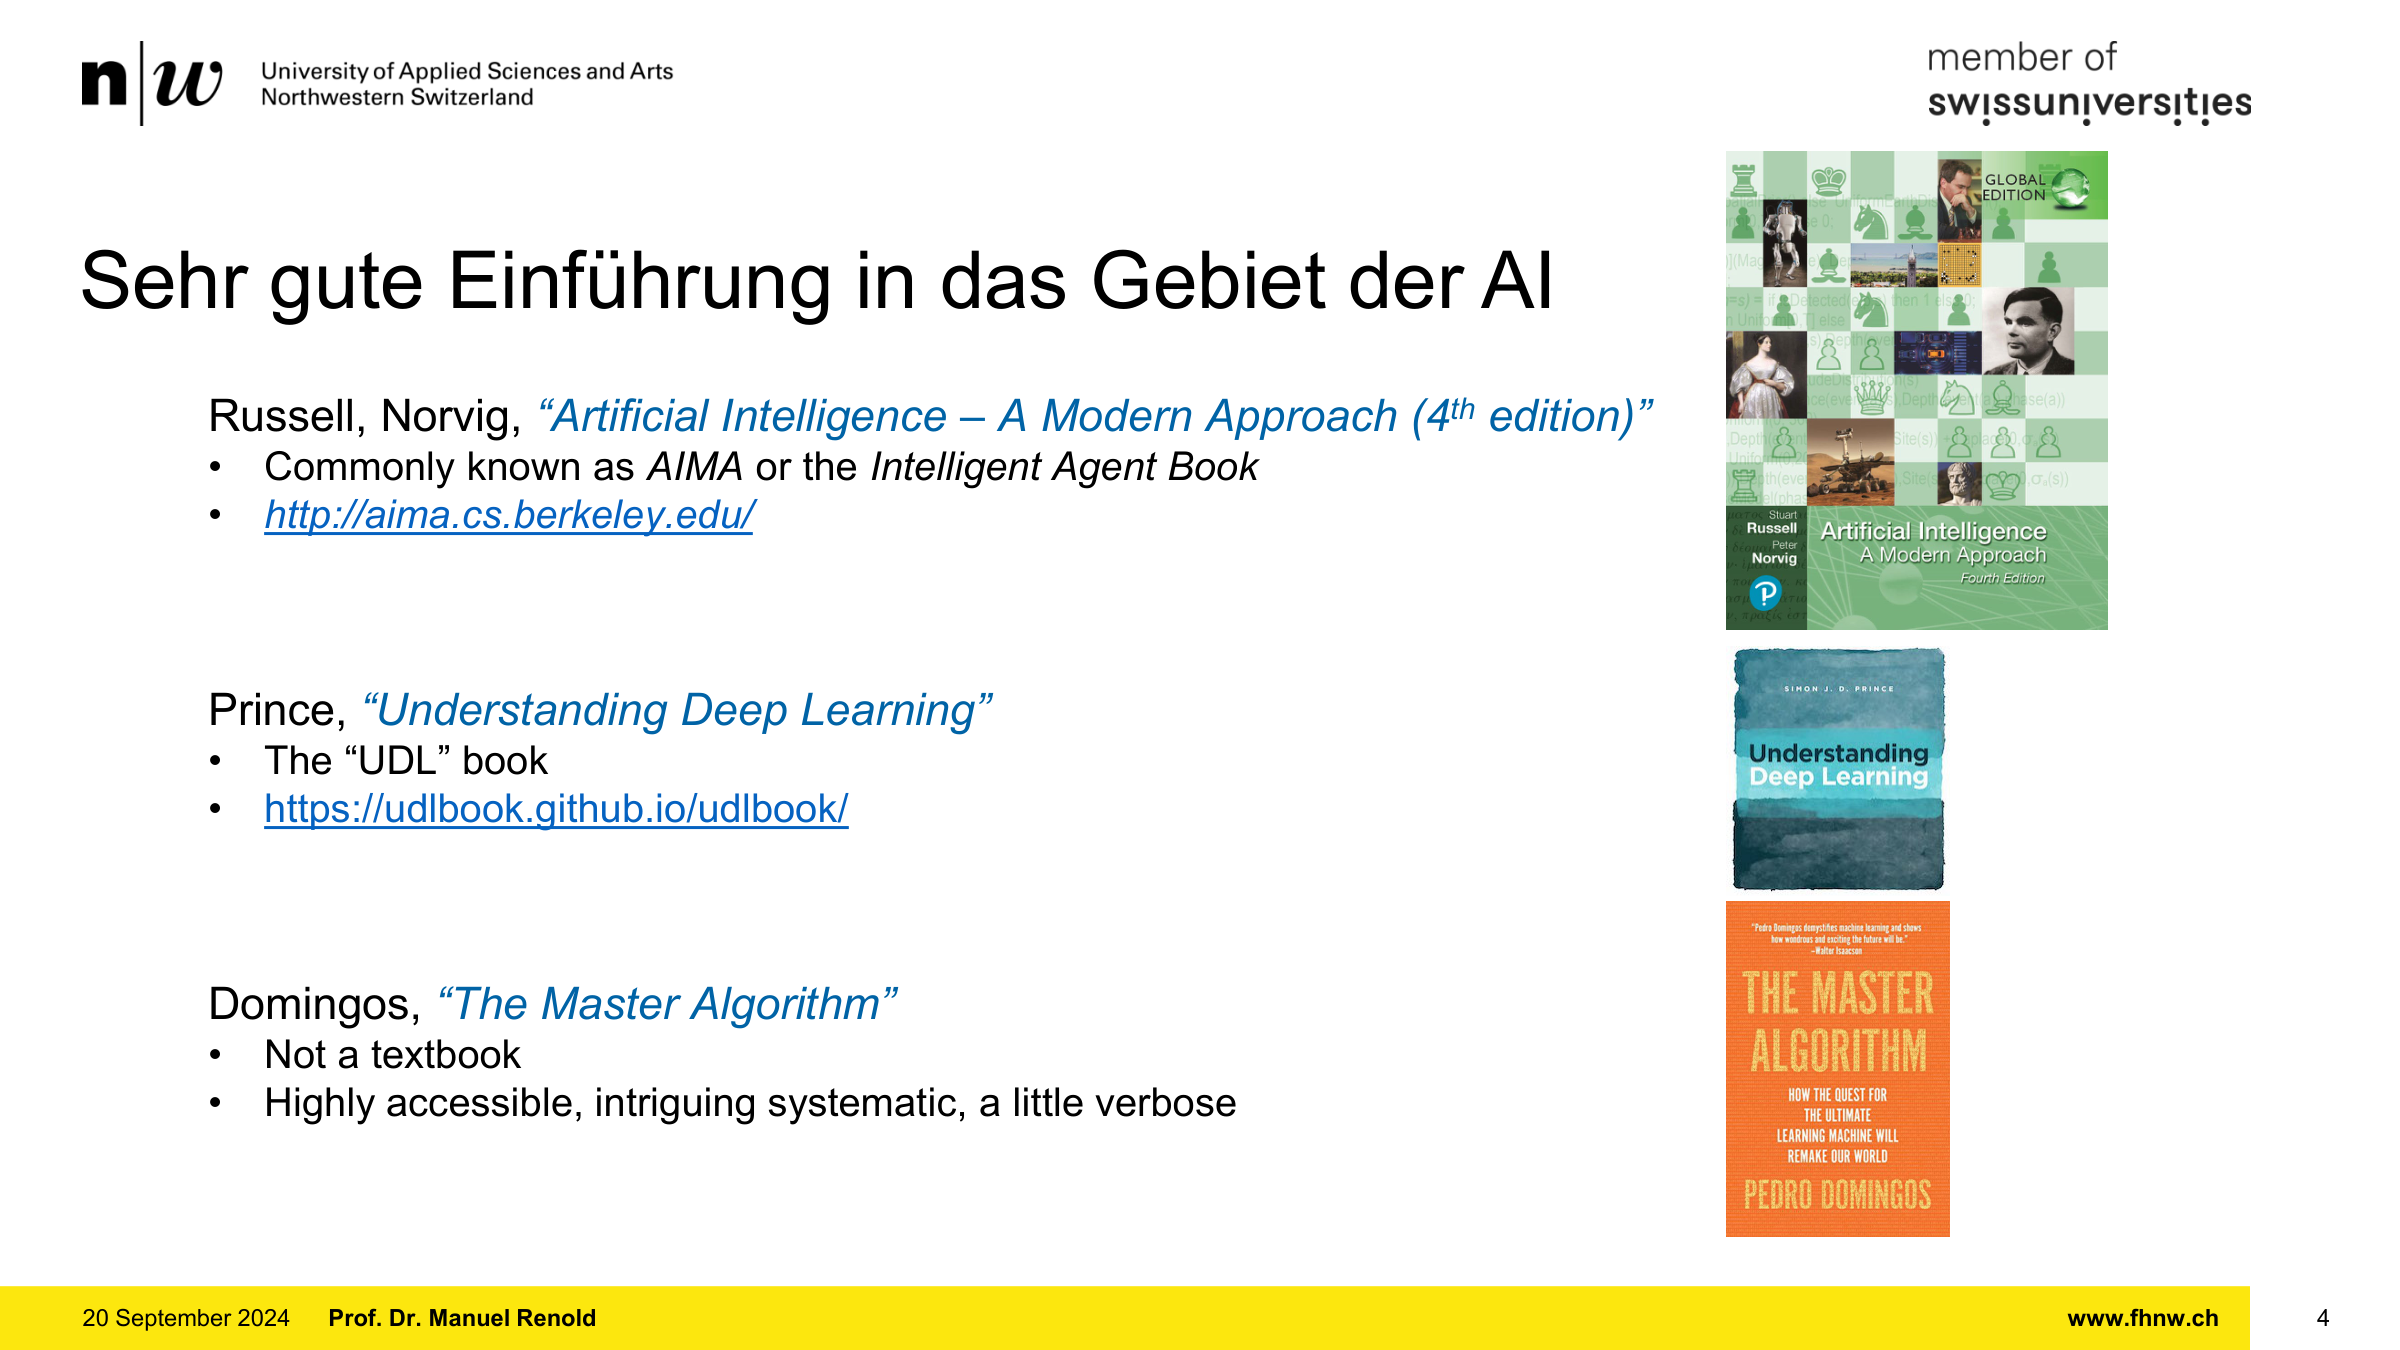 n|w University of Applied Sciences and Arts
Northwestern Switzerland
member of
swissuniversities
Sehr gute Einführung in das Gebiet der AI
Russell, Norvig, “Artificial Intelligence – A Modern Approach (4th edition)”
• Commonly known as AIMA or the Intelligent Agent Book
• http://aima.cs.berkeley.edu/
GLOBAL
EDITION
Stuart
Russell
Peter
Norvig
Artificial Intelligence
A Modern Approach
Fourth Edition
P
Prince, “Understanding Deep Learning”
• The “UDL” book
• https://udlbook.github.io/udlbook/
SIMON J. D. PRINCE
Understanding
Deep Learning
Domingos, “The Master Algorithm”
• Not a textbook
• Highly accessible, intriguing systematic, a little verbose
"Pedro Domingos demystifies machine learning and shows
how wondrous and exciting the future will be."
—Walter Isaacson
THE MASTER
ALGORITHM
HOW THE QUEST FOR
THE ULTIMATE
LEARNING MACHINE WILL
REMAKE OUR WORLD
PEDRO DOMINGOS
20 September 2024 Prof. Dr. Manuel Renold www.fhnw.ch 4